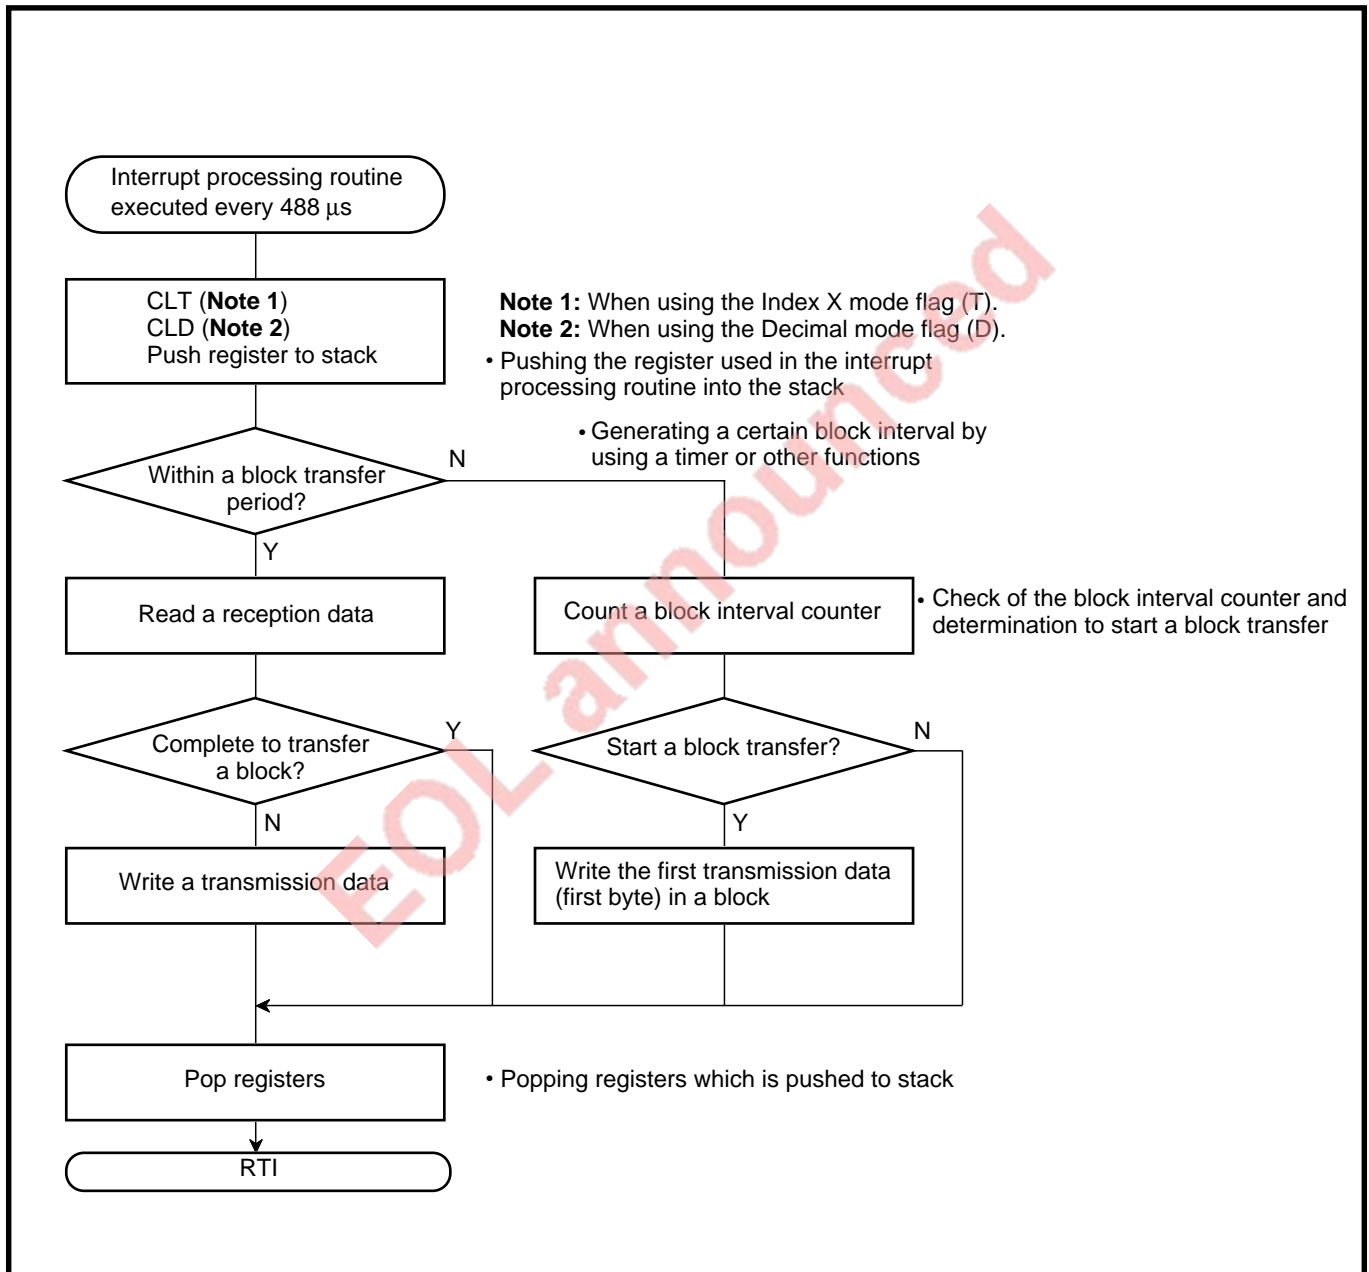 Interrupt processing routine
executed every 488 µs
CLT (Note 1)
CLD (Note 2)
Push register to stack
Note 1: When using the Index X mode flag (T).
Note 2: When using the Decimal mode flag (D).
• Pushing the register used in the interrupt
processing routine into the stack
• Generating a certain block interval by
using a timer or other functions
Within a block transfer
period?
N
Y
Read a reception data
Count a block interval counter
• Check of the block interval counter and
determination to start a block transfer
Complete to transfer
a block?
Y
N
Start a block transfer?
N
Y
Write a transmission data
Write the first transmission data
(first byte) in a block
Pop registers
• Popping registers which is pushed to stack
RTI
EOL announced